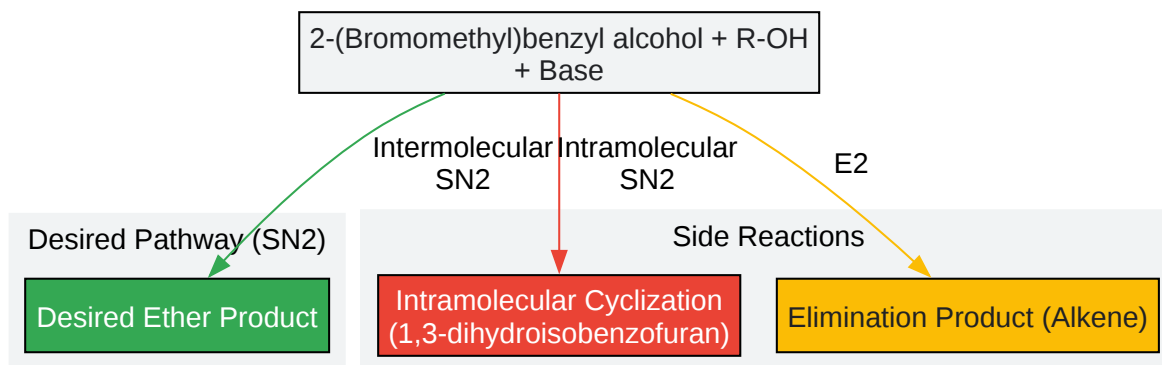 2-(Bromomethyl)benzyl alcohol + R-OH
+ Base
Intermolecular
SN2
Intramolecular
SN2
E2
Desired Pathway (SN2)
Side Reactions
Desired Ether Product
Intramolecular Cyclization
(1,3-dihydroisobenzofuran)
Elimination Product (Alkene)